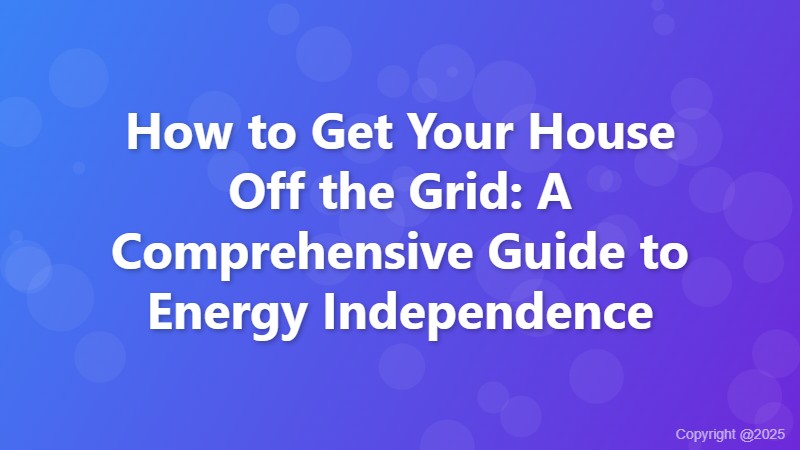 How to Get Your House
Off the Grid: A
Comprehensive Guide to
Energy Independence
Copyright @2025